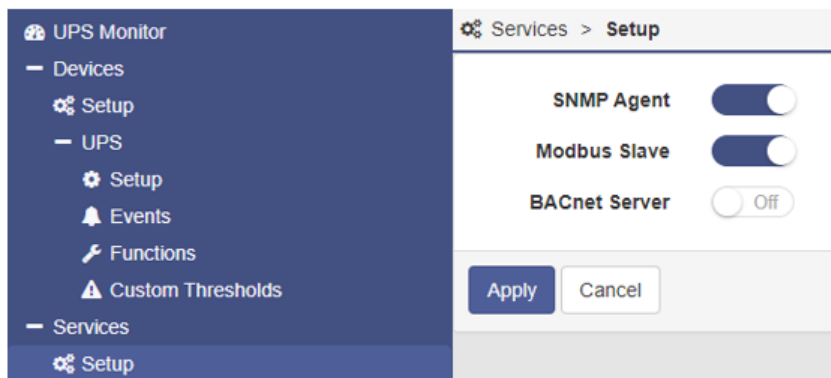 UPS Monitor
Devices
Setup
UPS
Setup
Events
Functions
Custom Thresholds
Services
Setup
Services > Setup
SNMP Agent
Modbus Slave
BACnet Server Off
Apply Cancel